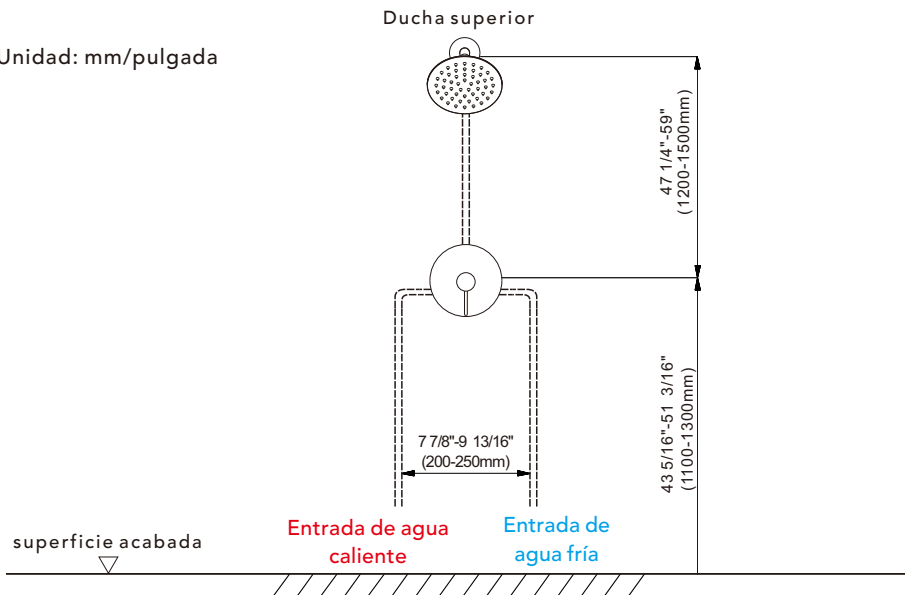 Ducha superior
Unidad: mm/pulgada
47 1/4"-59"
(1200-1500mm)
43 5/16"-51 3/16"
(1100-1300mm)
7 7/8"-9 13/16"
(200-250mm)
Entrada de agua
caliente
Entrada de
agua fría
superficie acabada